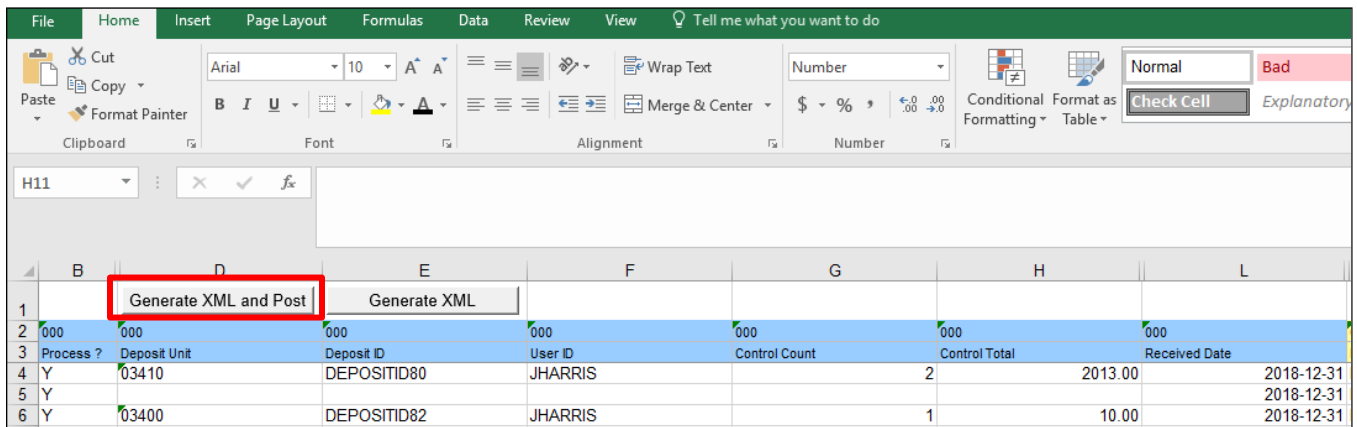 File Home Insert Page Layout Formulas Data Review View Tell me what you want to do
Cut
Copy
Format Painter
Paste
Clipboard
Arial 10 A A
B I U A
Font
Wrap Text
Merge & Center
Alignment
Number
$ % , .0 .00 .00 .0
Number
Conditional Formatting
Format as Table
Normal Bad
Check Cell Explanatory
H11 fx
B D E F G H L
1 Generate XML and Post Generate XML
2 000 000 000 000 000 000 000
3 Process ? Deposit Unit Deposit ID User ID Control Count Control Total Received Date
4 Y 03410 DEPOSITID80 JHARRIS 2 2013.00 2018-12-31
5 Y 2018-12-31
6 Y 03400 DEPOSITID82 JHARRIS 1 10.00 2018-12-31